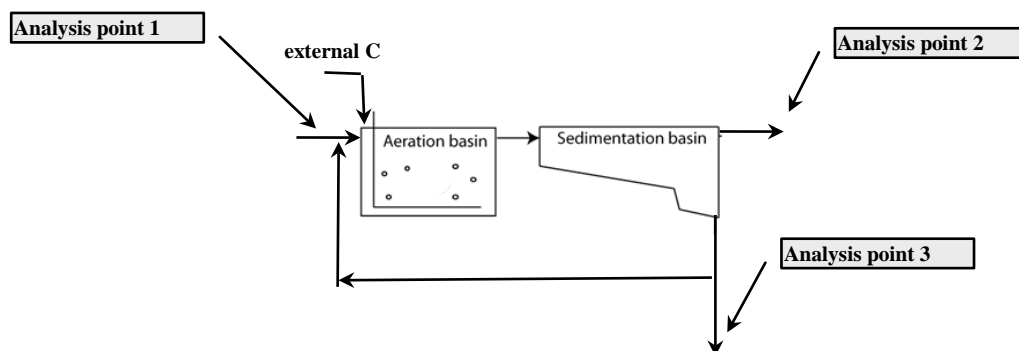 Analysis point 1
external C
Analysis point 2
Aeration basin
Sedimentation basin
Analysis point 3